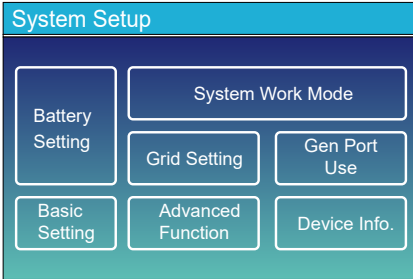 System Setup
Battery
Setting
System Work Mode
Grid Setting
Gen Port
Use
Basic
Setting
Advanced
Function
Device Info.